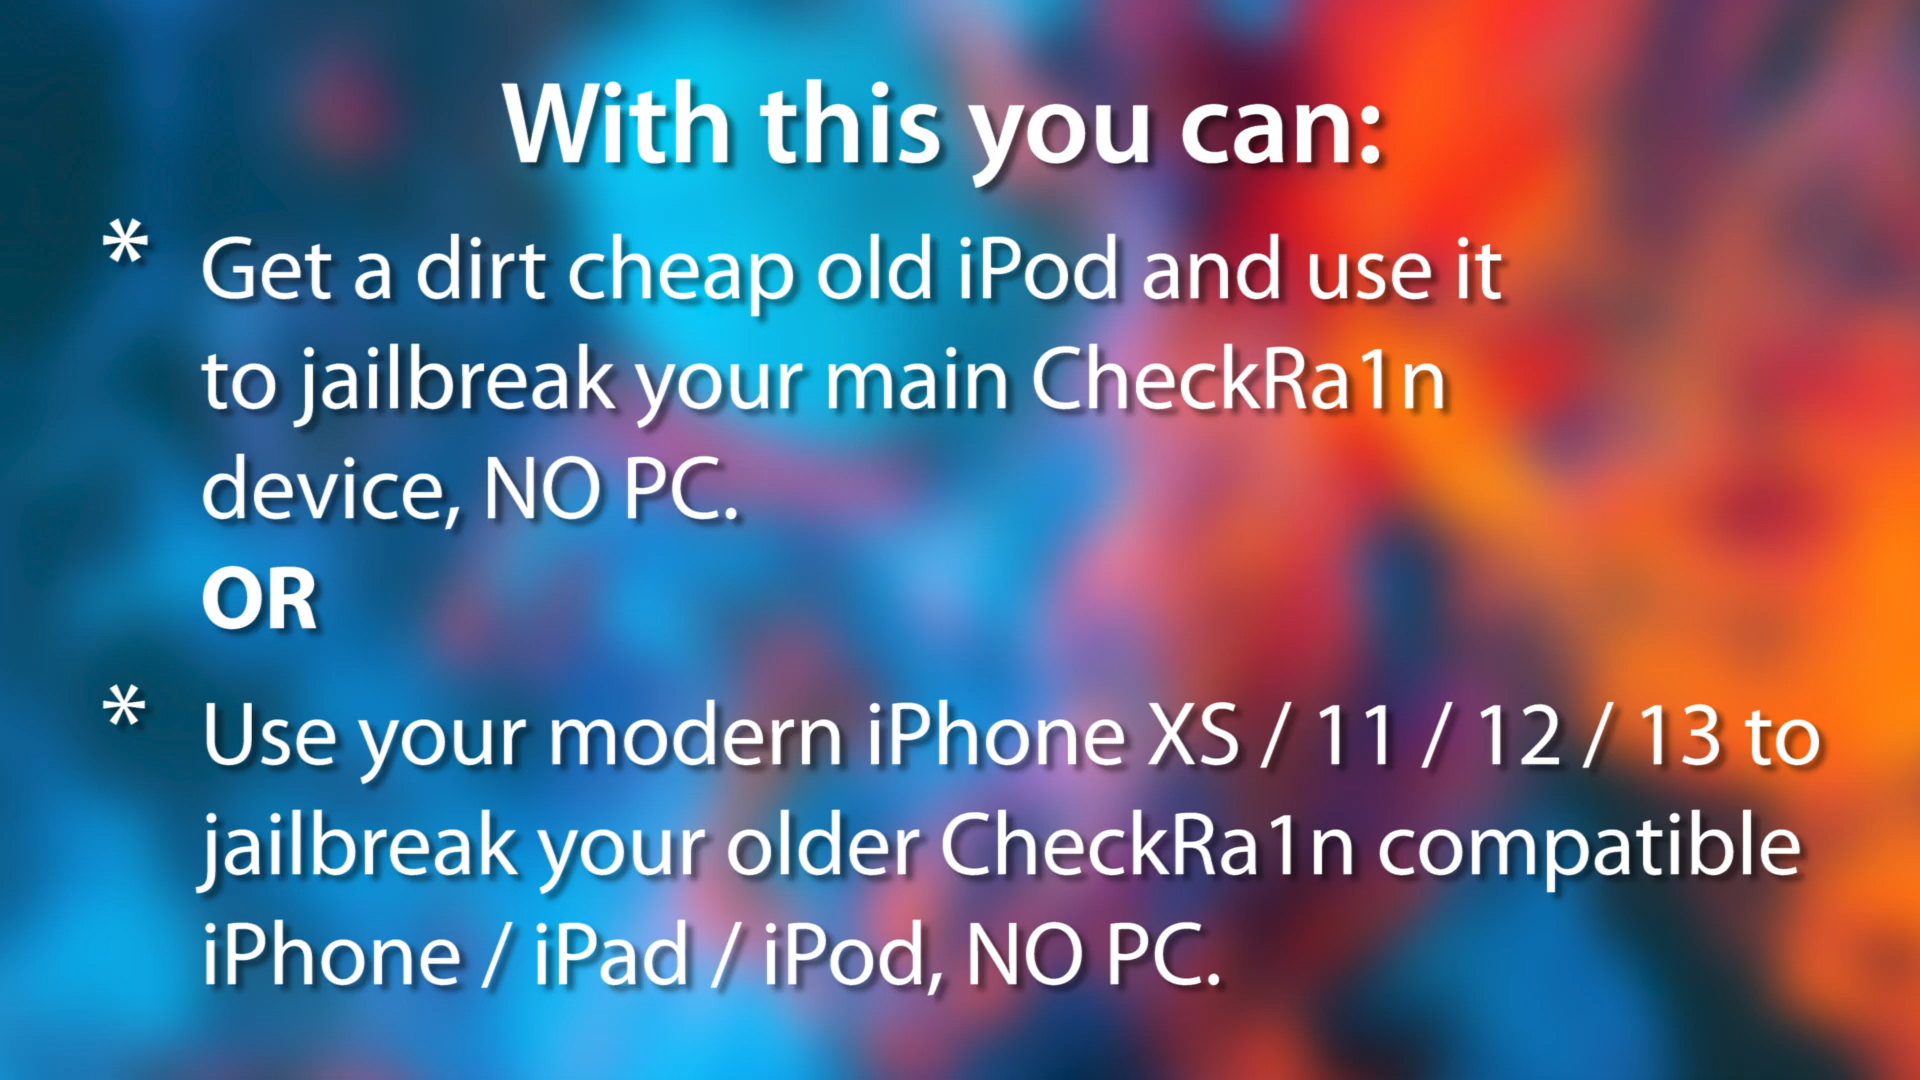 With this you can:
* Get a dirt cheap old iPod and use it
to jailbreak your main CheckRa1n
device, NO PC.
OR
* Use your modern iPhone XS / 11 / 12 / 13 to
jailbreak your older CheckRa1n compatible
iPhone / iPad / iPod, NO PC.